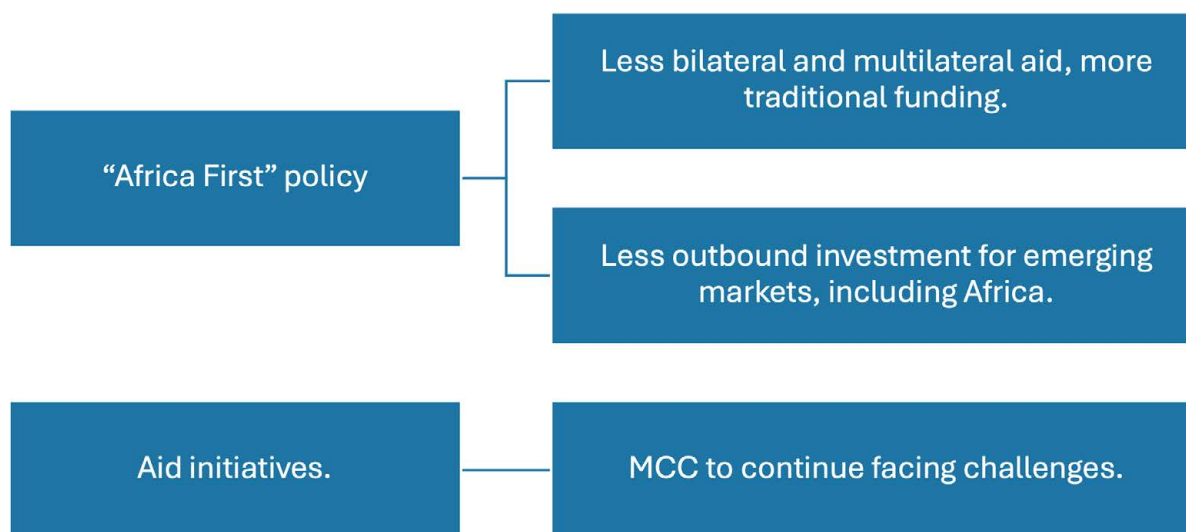 Less bilateral and multilateral aid, more
traditional funding.
“Africa First” policy
Less outbound investment for emerging
markets, including Africa.
Aid initiatives.
MCC to continue facing challenges.